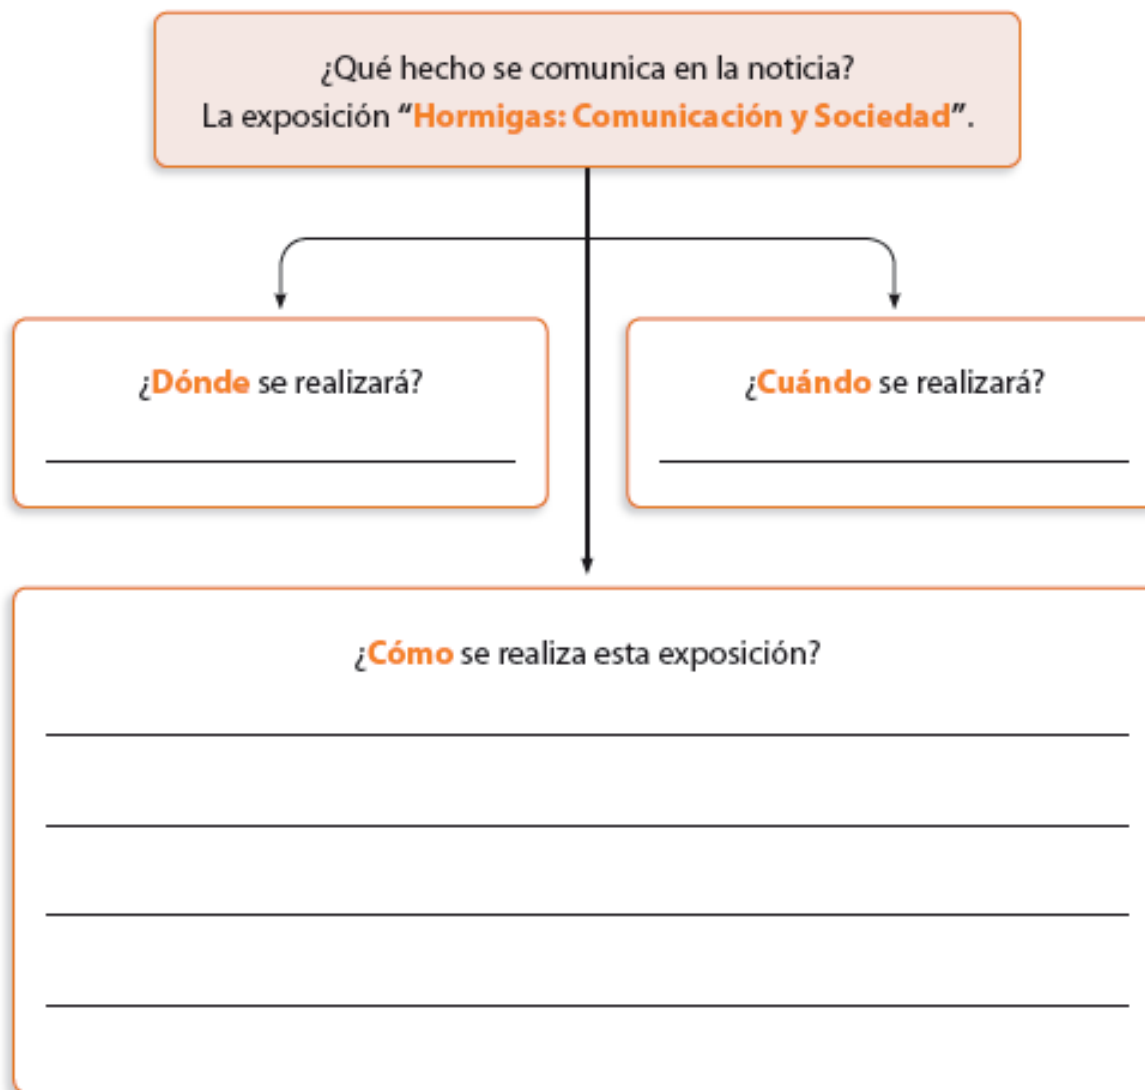 ¿Qué hecho se comunica en la noticia?
La exposición “Hormigas: Comunicación y Sociedad”.
¿Dónde se realizará?
¿Cuándo se realizará?
¿Cómo se realiza esta exposición?